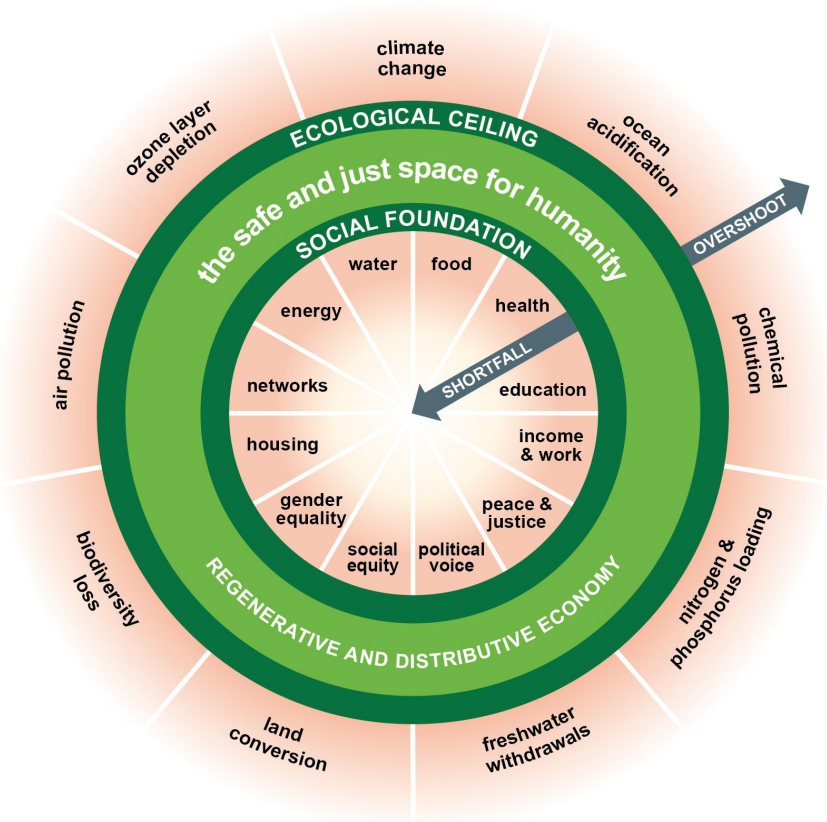 climate
change
ocean
acidification
chemical
pollution
nitrogen &
phosphorus loading
freshwater
withdrawals
land
conversion
biodiversity
loss
air pollution
ozone layer
depletion
ECOLOGICAL CEILING
the safe and just space for humanity
SOCIAL FOUNDATION
OVERSHOOT
SHORTFALL
water
food
health
education
income
& work
peace &
justice
political
voice
social
equity
gender
equality
housing
networks
energy
REGENERATIVE AND DISTRIBUTIVE ECONOMY